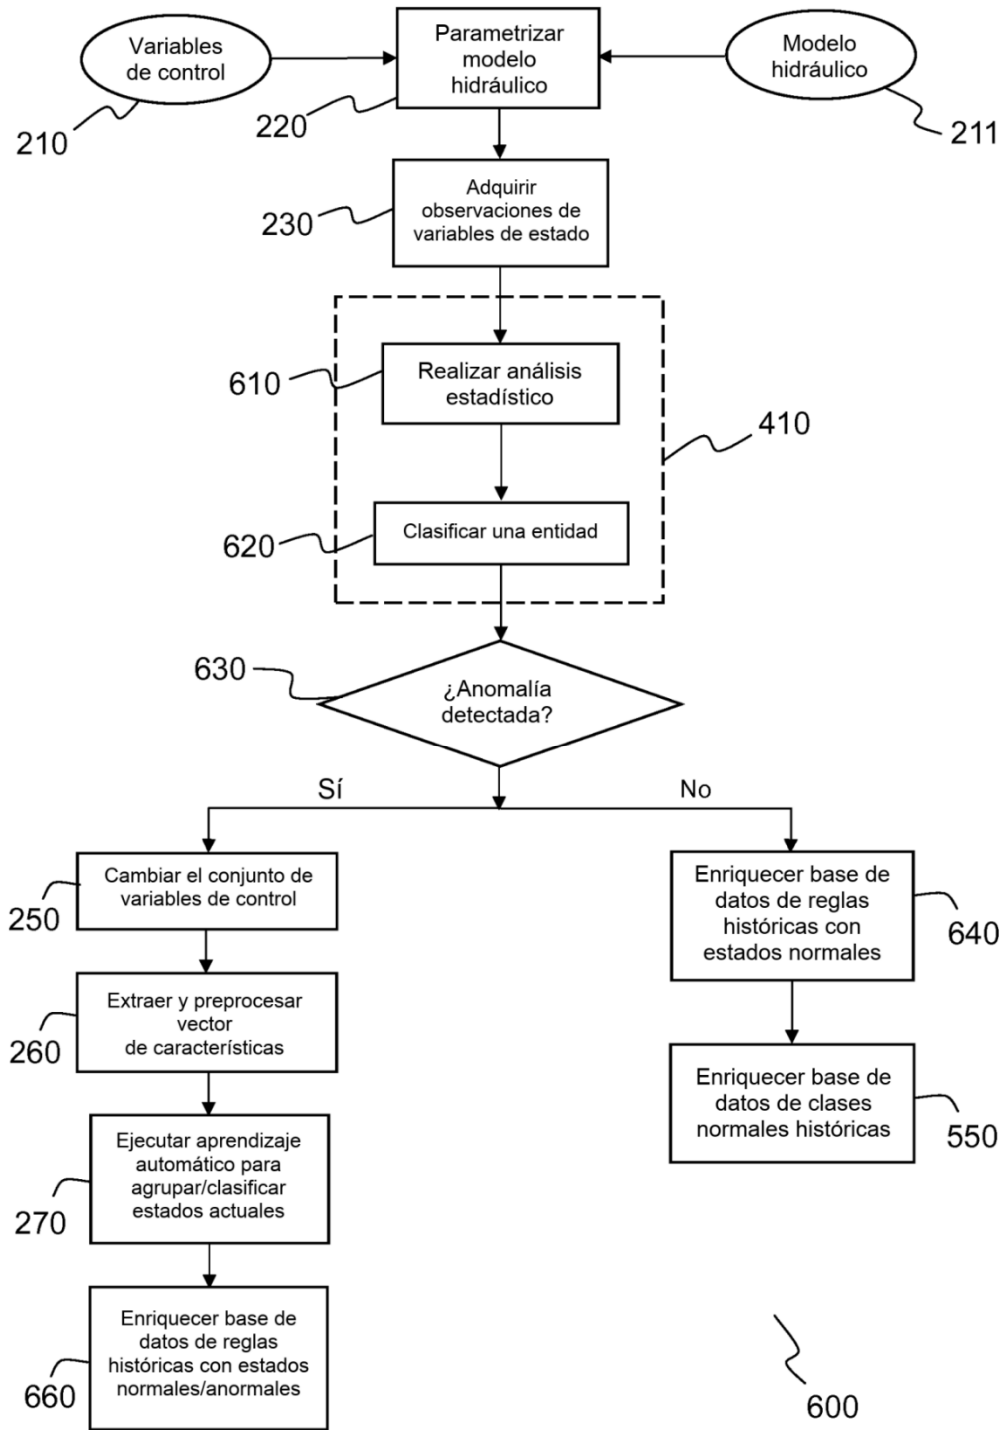 Variables
de control
210
Parametrizar
modelo
hidráulico
220
Modelo
hidráulico
211
Adquirir
observaciones de
variables de estado
230
Realizar análisis
estadístico
610
410
Clasificar una entidad
620
¿Anomalía
detectada?
630
Sí
No
Cambiar el conjunto de
variables de control
250
Enriquecer base de
datos de reglas
históricas con
estados normales
640
Extraer y preprocesar
vector
de características
260
Enriquecer base de
datos de clases
normales históricas
550
Ejecutar aprendizaje
automático para
agrupar/clasificar
estados actuales
270
Enriquecer base de
datos de reglas
históricas con estados
normales/anormales
660
600